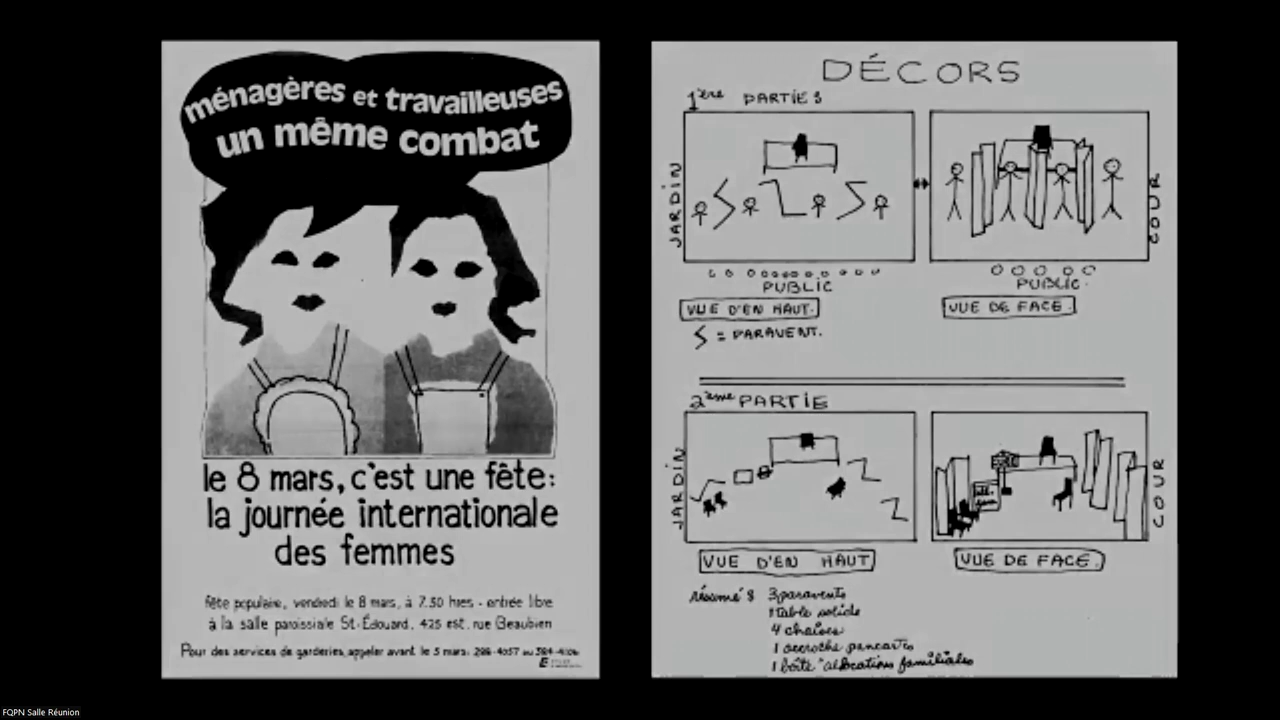 ménagères et travailleuses
un même combat
le 8 mars, c'est une fête:
la journée internationale
des femmes
fête populaire, vendredi le 8 mars, à 7.30 hres - entrée libre
à la salle paroissiale St-Édouard, 425 est, rue Beaubien
Pour des services de garderies, appeler avant le 5 mars: 288-4057 ou
DÉCORS
1ère PARTIE :
JARDIN
COUR
PUBLIC
PUBLIC
VUE D'EN HAUT.
VUE DE FACE.
= PARAVENT.
2ème PARTIE
JARDIN
COUR
VUE D'EN HAUT
VUE DE FACE.
résumé : 3 paravents
1 table solide
4 chaises
1 accroche pancartes
1 boîte "allocations familiales
FQPN Salle Réunion